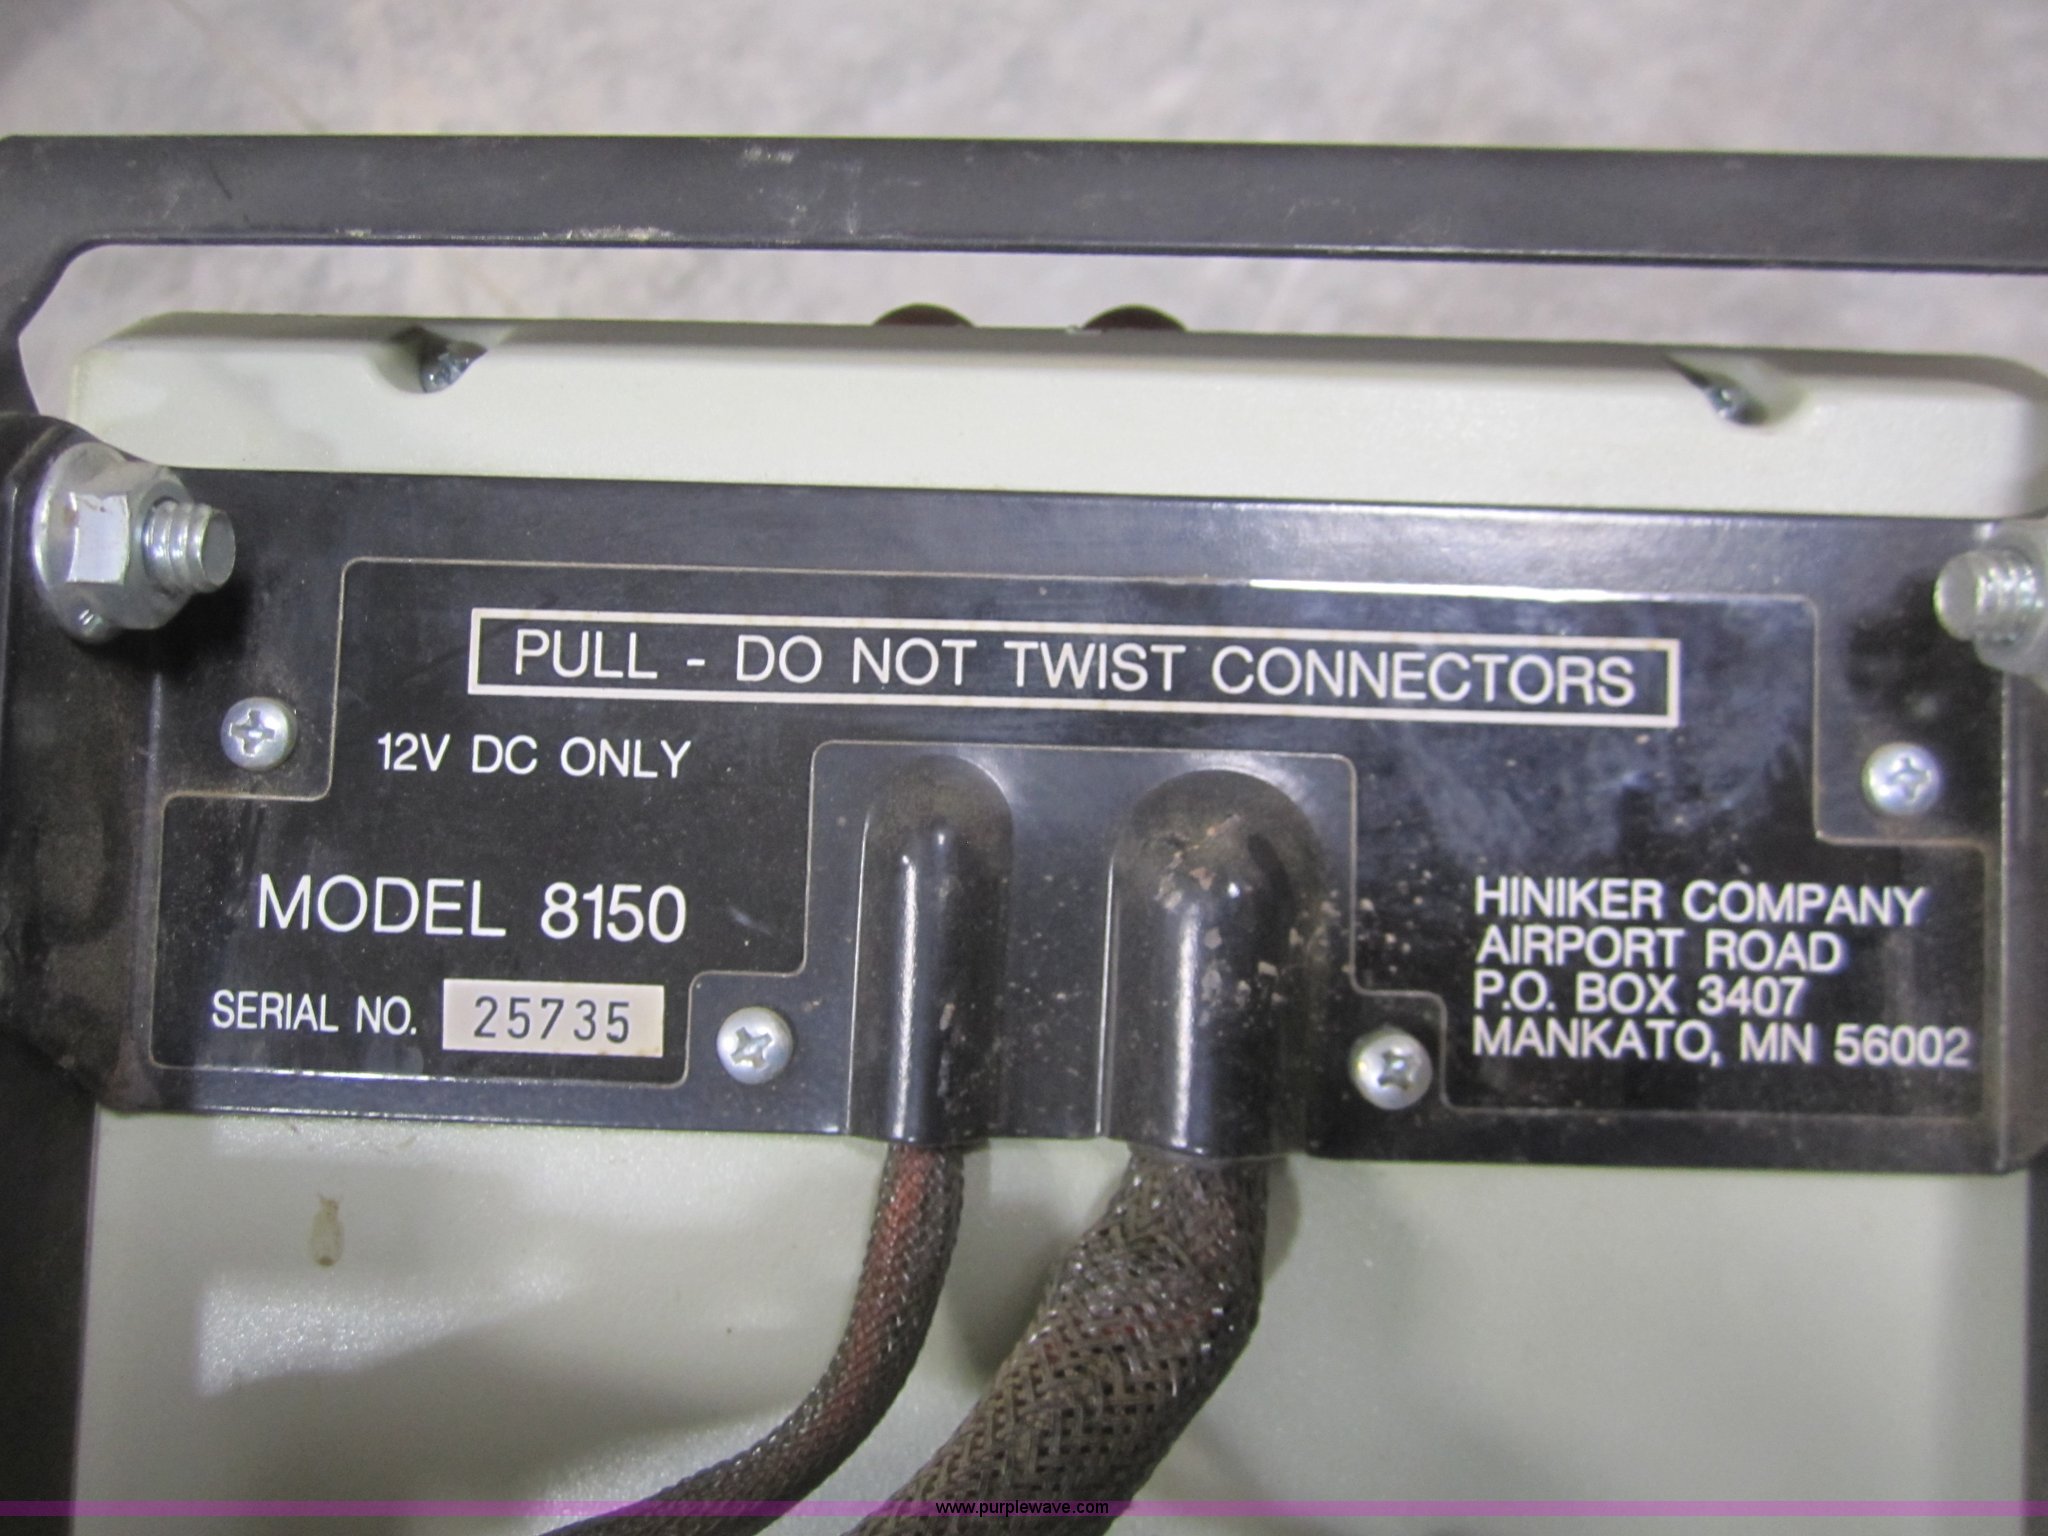 PULL - DO NOT TWIST CONNECTORS
12V DC ONLY
MODEL 8150
SERIAL NO. 25735
HINIKER COMPANY
AIRPORT ROAD
P.O. BOX 3407
MANKATO, MN 56002
www.purplewave.com